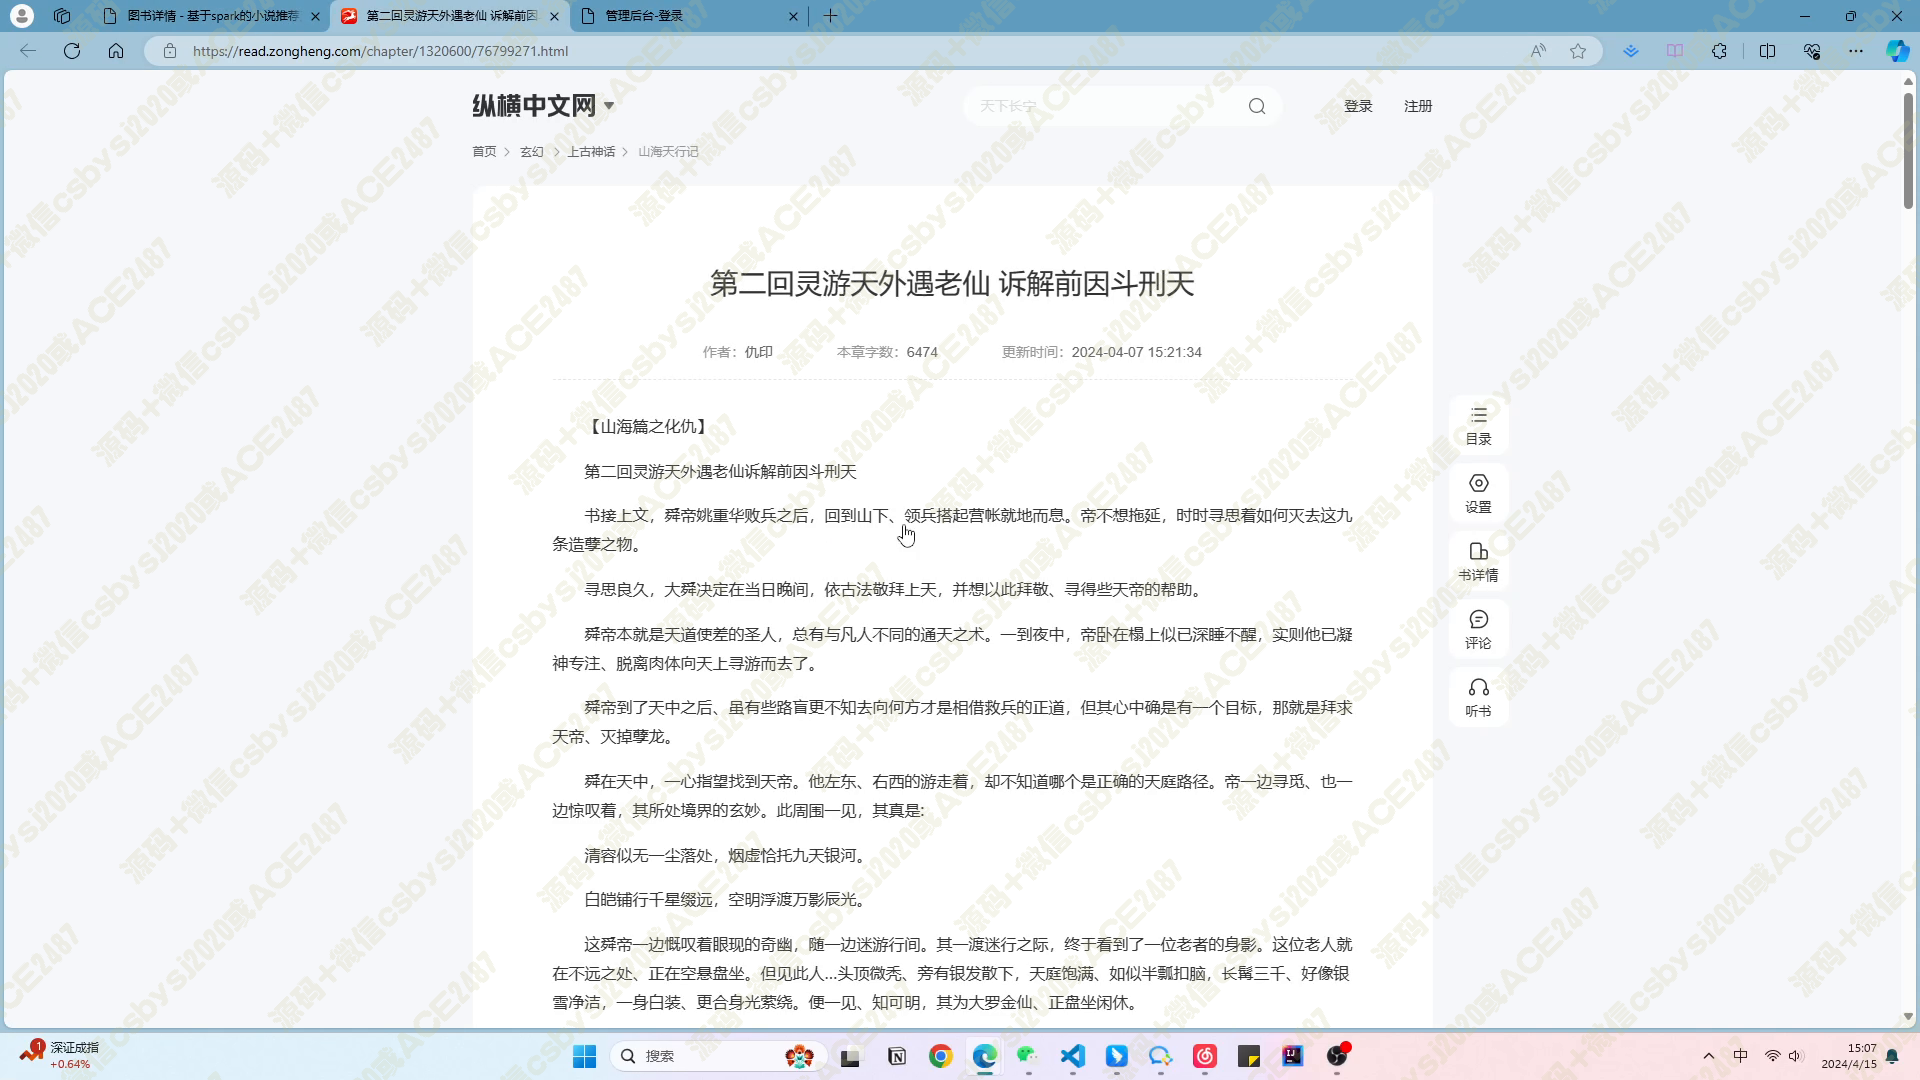 图书详情 - 基于spark的小说推荐
第二回灵游天外遇老仙 诉解前因
管理后台-登录
https://read.zongheng.com/chapter/1320600/76799271.html
纵横中文网
天下长宁
登录
注册
首页 > 玄幻 > 上古神话 > 山海天行记
第二回灵游天外遇老仙 诉解前因斗刑天
作者：仇印 本章字数：6474 更新时间：2024-04-07 15:21:34
【山海篇之化仇】
第二回灵游天外遇老仙诉解前因斗刑天
书接上文，舜帝姚重华败兵之后，回到山下、领兵搭起营帐就地而息。帝不想拖延，时时寻思着如何灭去这九
条造孽之物。
寻思良久，大舜决定在当日晚间，依古法敬拜上天，并想以此拜敬、寻得些天帝的帮助。
舜帝本就是天道使差的圣人，总有与凡人不同的通天之术。一到夜中，帝卧在榻上似已深睡不醒，实则他已凝
神专注、脱离肉体向天上寻游而去了。
舜帝到了天中之后、虽有些路盲更不知去向何方才是相借救兵的正道，但其心中确是有一个目标，那就是拜求
天帝、灭掉孽龙。
舜在天中，一心指望找到天帝。他左东、右西的游走着，却不知道哪个是正确的天庭路径。帝一边寻觅、也一
边惊叹着，其所处境界的玄妙。此周围一见，其真是:
清容似无一尘落处，烟虚恰托九天银河。
白皑铺行千星缀远，空明浮渡万影辰光。
这舜帝一边慨叹着眼现的奇幽，随一边迷游行间。其一渡迷行之际，终于看到了一位老者的身影。这位老人就
在不远之处、正在空悬盘坐。但见此人...头顶微秃、旁有银发散下，天庭饱满、如似半瓢扣脑，长髯三千、好像银
雪净洁，一身白装、更合身光萦绕。便一见、知可明，其为大罗金仙、正盘坐闲休。
目录
设置
书详情
评论
听书
源码+微信csbysj2020或ACE2487
1
深证成指
+0.64%
搜索
中
15:07
2024/4/15